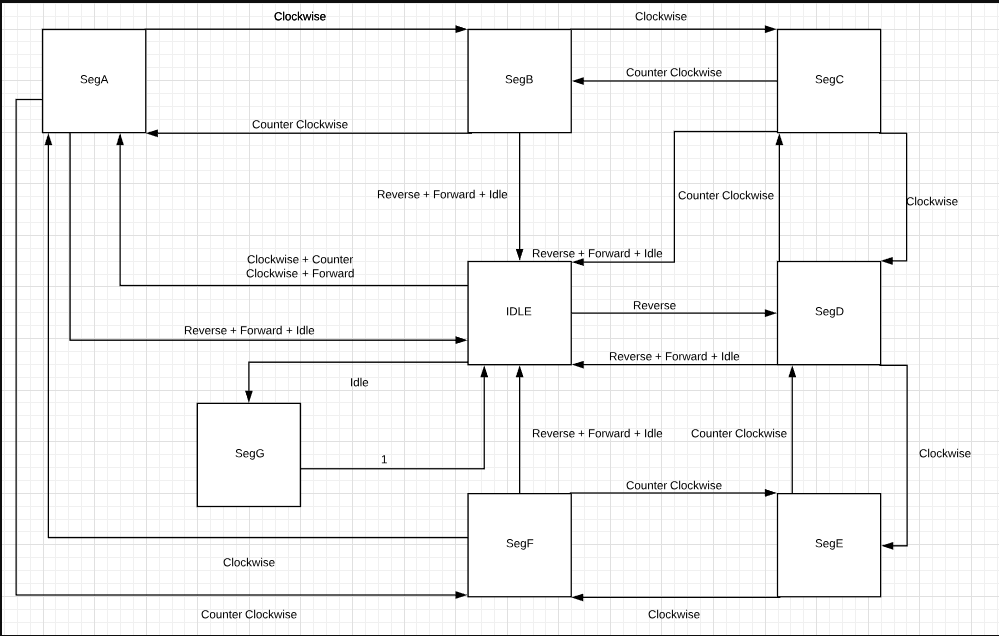 Clockwise
Clockwise
SegA
SegB
SegC
Counter Clockwise
Counter Clockwise
Reverse + Forward + Idle
Counter Clockwise
Clockwise
Reverse + Forward + Idle
Clockwise + Counter
Clockwise + Forward
IDLE
Reverse
SegD
Reverse + Forward + Idle
Reverse + Forward + Idle
Idle
Reverse + Forward + Idle
Counter Clockwise
SegG
1
Clockwise
Counter Clockwise
SegF
SegE
Clockwise
Counter Clockwise
Clockwise